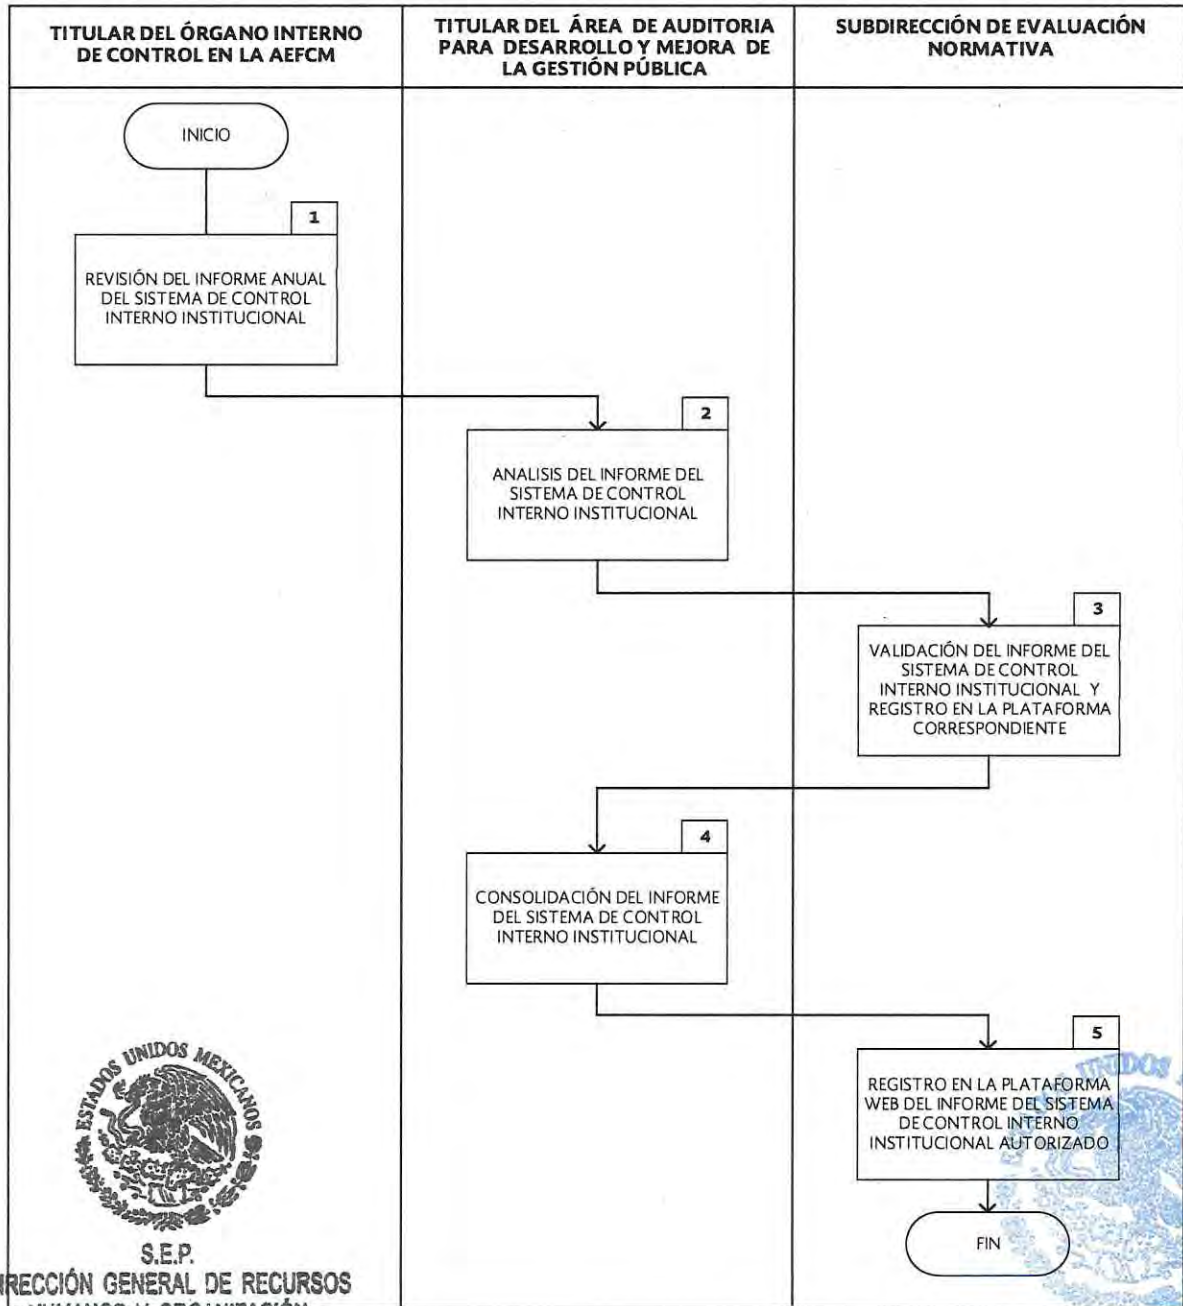 TITULAR DEL ÓRGANO INTERNO
DE CONTROL EN LA AEFCM
TITULAR DEL ÁREA DE AUDITORIA
PARA DESARROLLO Y MEJORA DE
LA GESTIÓN PÚBLICA
SUBDIRECCIÓN DE EVALUACIÓN
NORMATIVA
INICIO
1
REVISIÓN DEL INFORME ANUAL
DEL SISTEMA DE CONTROL
INTERNO INSTITUCIONAL
2
ANALISIS DEL INFORME DEL
SISTEMA DE CONTROL
INTERNO INSTITUCIONAL
3
VALIDACIÓN DEL INFORME DEL
SISTEMA DE CONTROL
INTERNO INSTITUCIONAL Y
REGISTRO EN LA PLATAFORMA
CORRESPONDIENTE
4
CONSOLIDACIÓN DEL INFORME
DEL SISTEMA DE CONTROL
INTERNO INSTITUCIONAL
5
REGISTRO EN LA PLATAFORMA
WEB DEL INFORME DEL SISTEMA
DE CONTROL INTERNO
INSTITUCIONAL AUTORIZADO
FIN
ESTADOS UNIDOS MEXICANOS
S.E.P.
RECCIÓN GENERAL DE RECURSOS
UNIDOS